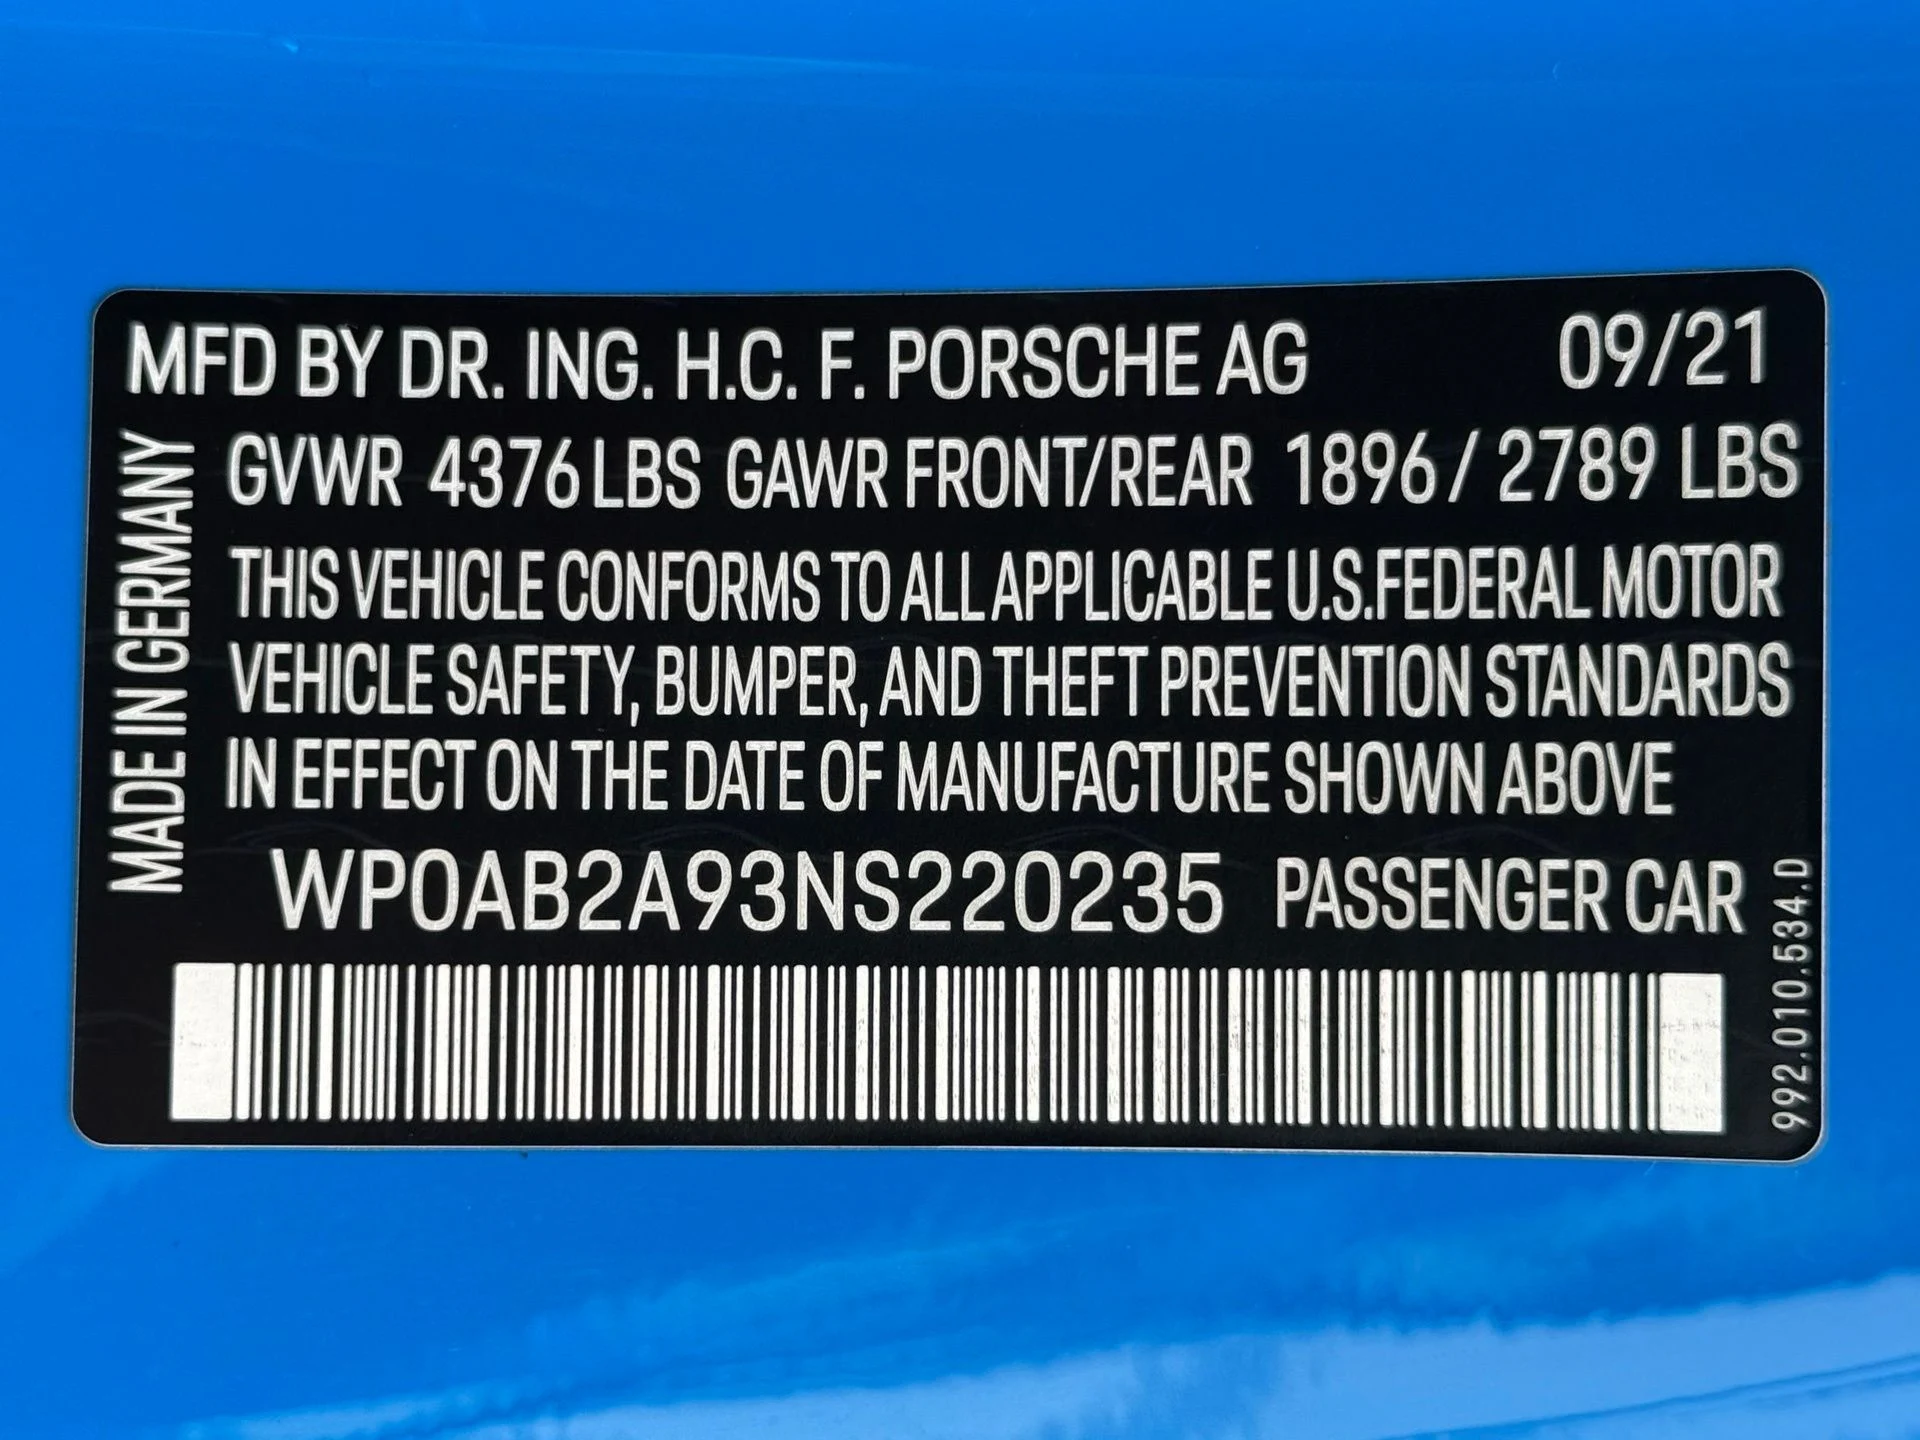 MFD BY DR. ING. H.C. F. PORSCHE AG 09/21
GVWR 4376 LBS GAWR FRONT/REAR 1896 / 2789 LBS
THIS VEHICLE CONFORMS TO ALL APPLICABLE U.S.FEDERAL MOTOR
VEHICLE SAFETY, BUMPER, AND THEFT PREVENTION STANDARDS
IN EFFECT ON THE DATE OF MANUFACTURE SHOWN ABOVE
WP0AB2A93NS220235 PASSENGER CAR
MADE IN GERMANY
992.010.534.D